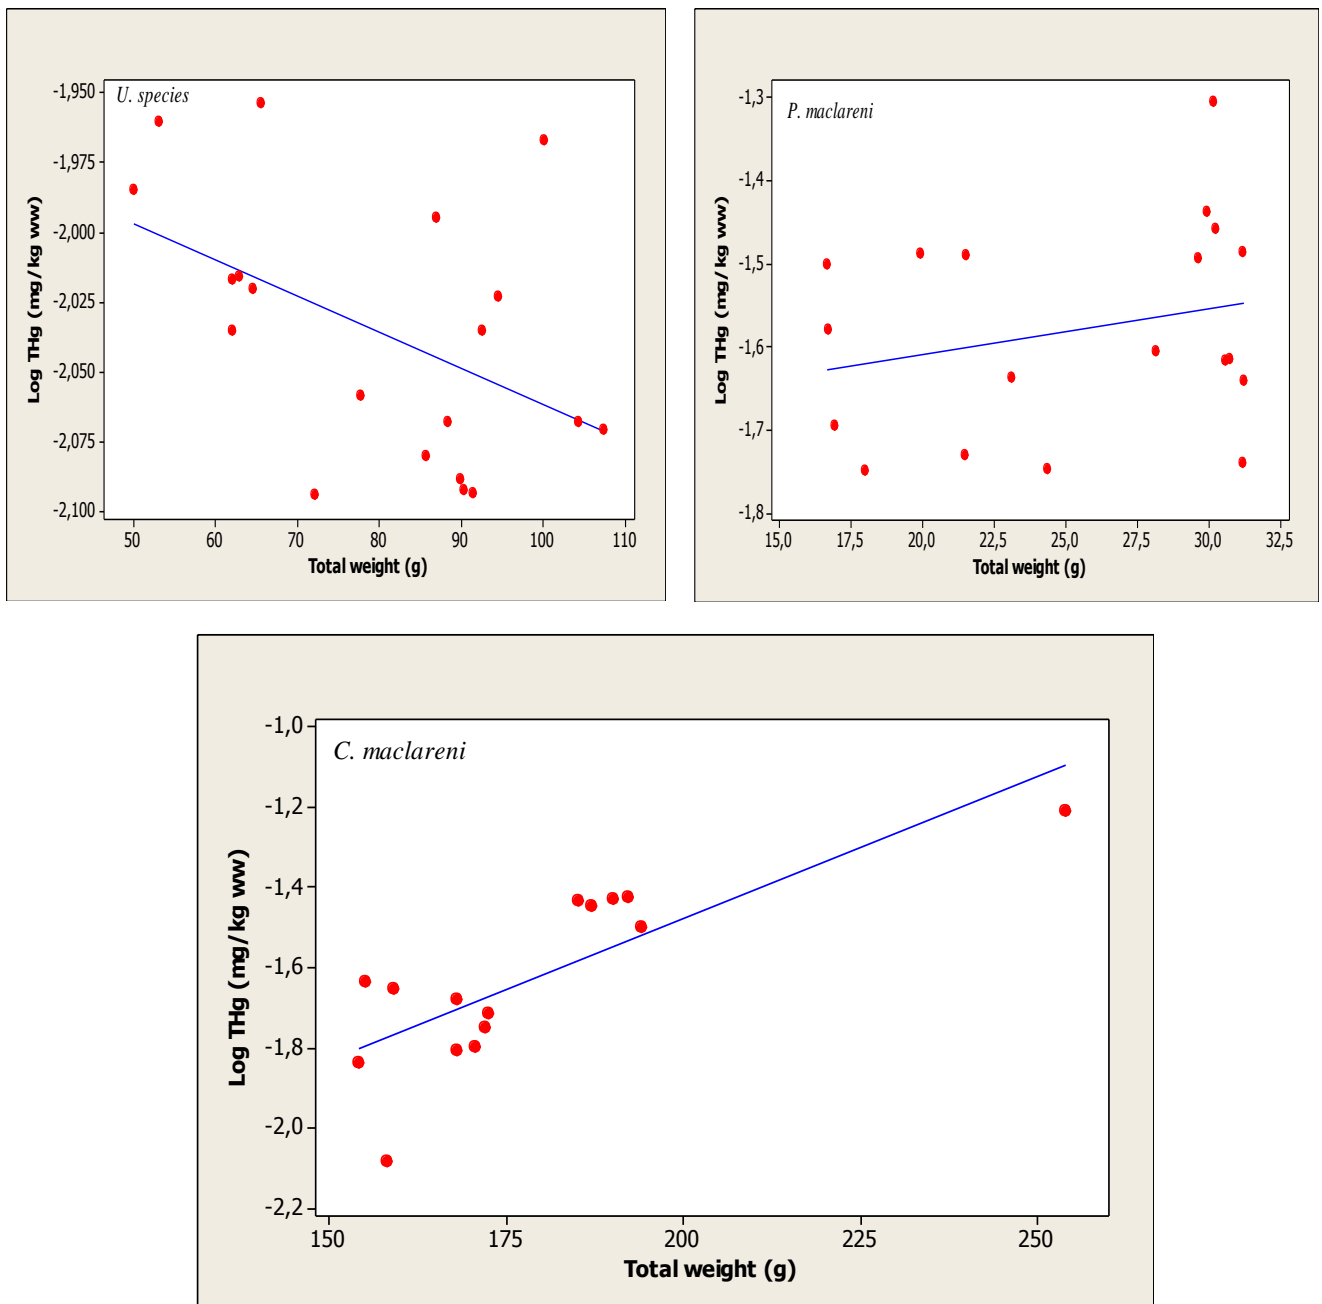 U. species
-1,950
-1,975
-2,000
-2,025
-2,050
-2,075
-2,100
Log THg (mg/kg ww)
50 60 70 80 90 100 110
Total weight (g)
P. maclareni
-1,3
-1,4
-1,5
-1,6
-1,7
-1,8
Log THg (mg/kg ww)
15,0 17,5 20,0 22,5 25,0 27,5 30,0 32,5
Total weight (g)
C. maclareni
-1,0
-1,2
-1,4
-1,6
-1,8
-2,0
-2,2
Log THg (mg/kg ww)
150 175 200 225 250
Total weight (g)